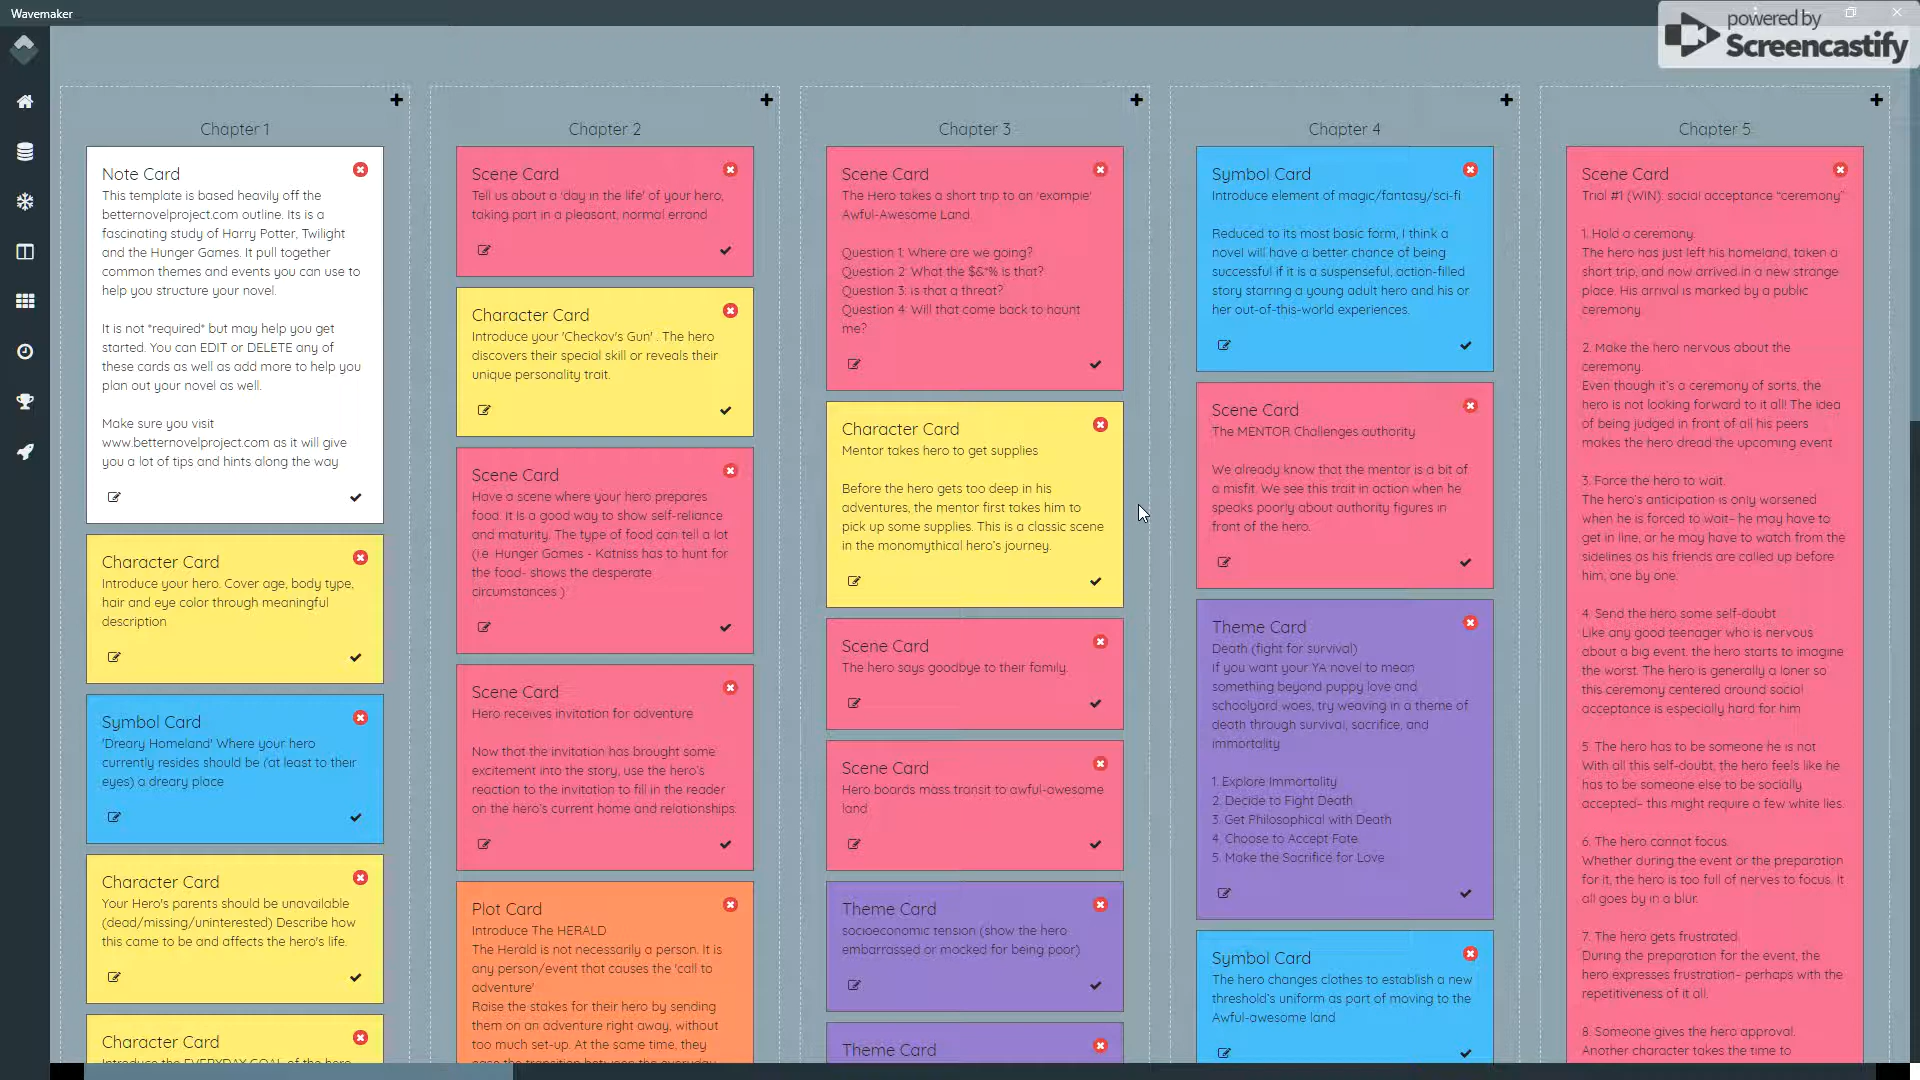 Wavemaker
powered by
Screencastify
Chapter 1
Note Card
This template is based heavily off the
betternovelproject.com outline. Its is a
fascinating study of Harry Potter, Twilight
and the Hunger Games. It pull together
common themes and events you can use to
help you structure your novel.
It is not *required* but may help you get
started. You can EDIT or DELETE any of
these cards as well as add more to help you
plan out your novel as well.
Make sure you visit
www.betternovelproject.com as it will give
you a lot of tips and hints along the way
Character Card
Introduce your hero. Cover age, body type,
hair and eye color through meaningful
description
Symbol Card
'Dreary Homeland' Where your hero
currently resides should be (at least to their
eyes) a dreary place
Character Card
Your Hero's parents should be unavailable
(dead/missing/uninterested) Describe how
this came to be and affects the hero's life.
Character Card
Introduce the EVERYDAY GOAL of the hero
Chapter 2
Scene Card
Tell us about a 'day in the life' of your hero,
taking part in a pleasant, normal errand
Character Card
Introduce your 'Checkov's Gun' . The hero
discovers their special skill or reveals their
unique personality trait.
Scene Card
Have a scene where your hero prepares
food. It is a good way to show self-reliance
and maturity. The type of food can tell a lot
(i.e. Hunger Games - Katniss has to hunt for
the food- shows the desperate
circumstances )
Scene Card
Hero receives invitation for adventure
Now that the invitation has brought some
excitement into the story, use the hero's
reaction to the invitation to fill in the reader
on the hero's current home and relationships.
Plot Card
Introduce The HERALD
The Herald is not necessarily a person. It is
any person/event that causes the 'call to
adventure'
Raise the stakes for their hero by sending
them on an adventure right away, without
too much set-up. At the same time, they
ease the transition between the everyday
Chapter 3
Scene Card
The Hero takes a short trip to an 'example'
Awful-Awesome Land.
Question 1: Where are we going?
Question 2: What the $&*% is that?
Question 3: is that a threat?
Question 4: Will that come back to haunt
me?
Character Card
Mentor takes hero to get supplies
Before the hero gets too deep in his
adventures, the mentor first takes him to
pick up some supplies. This is a classic scene
in the monomythical hero's journey.
Scene Card
The hero says goodbye to their family.
Scene Card
Hero boards mass transit to awful-awesome
land
Theme Card
socioeconomic tension (show the hero
embarrassed or mocked for being poor)
Theme Card
Chapter 4
Symbol Card
Introduce element of magic/fantasy/sci-fi
Reduced to its most basic form, I think a
novel will have a better chance of being
successful if it is a suspenseful, action-filled
story starring a young adult hero and his or
her out-of-this-world experiences.
Scene Card
The MENTOR Challenges authority
We already know that the mentor is a bit of
a misfit. We see this trait in action when he
speaks poorly about authority figures in
front of the hero.
Theme Card
Death (fight for survival)
If you want your YA novel to mean
something beyond puppy love and
schoolyard woes, try weaving in a theme of
death through survival, sacrifice, and
immortality
1. Explore Immortality
2. Decide to Fight Death
3. Get Philosophical with Death
4. Choose to Accept Fate
5. Make the Sacrifice for Love
Symbol Card
The hero changes clothes to establish a new
threshold's uniform as part of moving to the
Awful-awesome land
Chapter 5
Scene Card
Trial #1 (WIN): social acceptance "ceremony"
1. Hold a ceremony.
The hero has just left his homeland, taken a
short trip, and now arrived in a new strange
place. His arrival is marked by a public
ceremony.
2. Make the hero nervous about the
ceremony.
Even though it's a ceremony of sorts, the
hero is not looking forward to it all! The idea
of being judged in front of all his peers
makes the hero dread the upcoming event
3. Force the hero to wait.
The hero's anticipation is only worsened
when he is forced to wait– he may have to
get in line, or he may have to watch from the
sidelines as his friends are called up before
him, one by one.
4. Send the hero some self-doubt
Like any good teenager who is nervous
about a big event, the hero starts to imagine
the worst. The hero is generally a loner so
this ceremony centered around social
acceptance is especially hard for him
5. The hero has to be someone he is not
With all this self-doubt, the hero feels like he
has to be someone else to be socially
accepted– this might require a few white lies.
6. The hero cannot focus.
Whether during the event or the preparation
for it, the hero is too full of nerves to focus. It
all goes by in a blur.
7. The hero gets frustrated.
During the preparation for the event, the
hero expresses frustration– perhaps with the
repetitiveness of it all.
8. Someone gives the hero approval.
Another character takes the time to